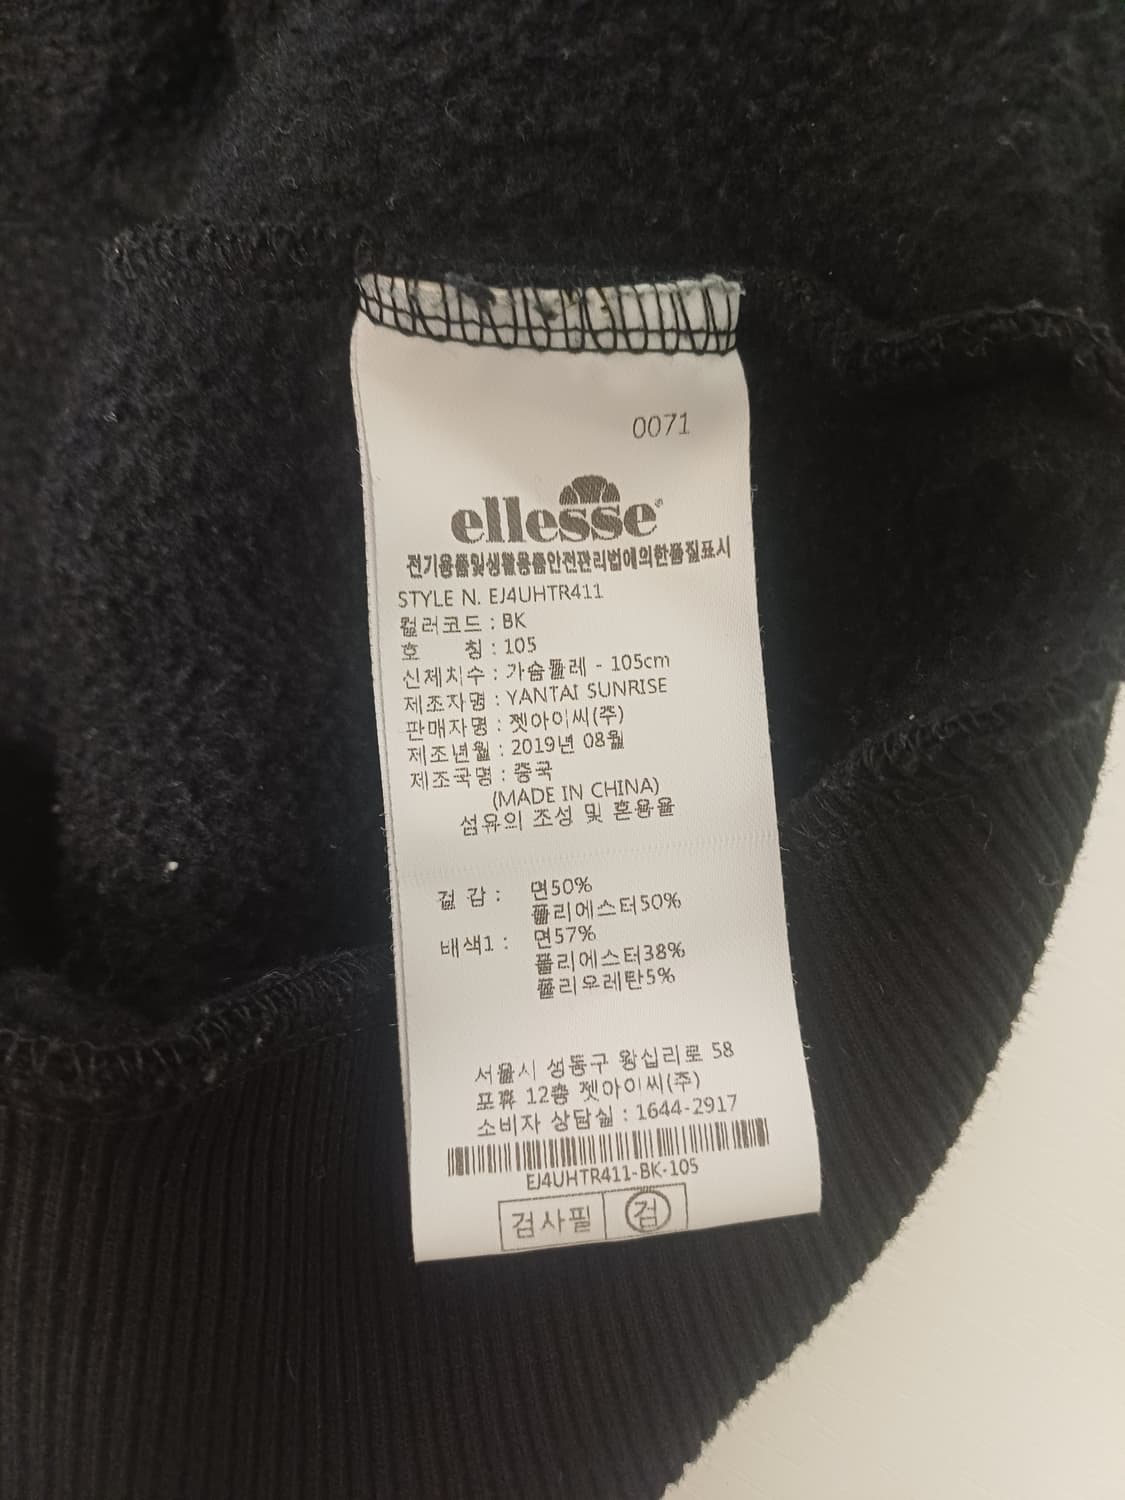 0071
ellesse®
전기용품및생활용품안전관리법에의한품질표시
STYLE N. EJ4UHTR411
컬러코드 : BK
호 칭 : 105
신체치수 : 가슴둘레 - 105cm
제조자명 : YANTAI SUNRISE
판매자명 : 젯아이씨(주)
제조년월 : 2019년 08월
제조국명 : 중국
(MADE IN CHINA)
섬유의 조성 및 혼용율
겉감 : 면50%
폴리에스터50%
배색1 : 면57%
폴리에스터38%
폴리우레탄5%
서울시 성동구 왕십리로 58
포휴 12층 젯아이씨(주)
소비자 상담실 : 1644-2917
EJ4UHTR411-BK-105
검사필 검